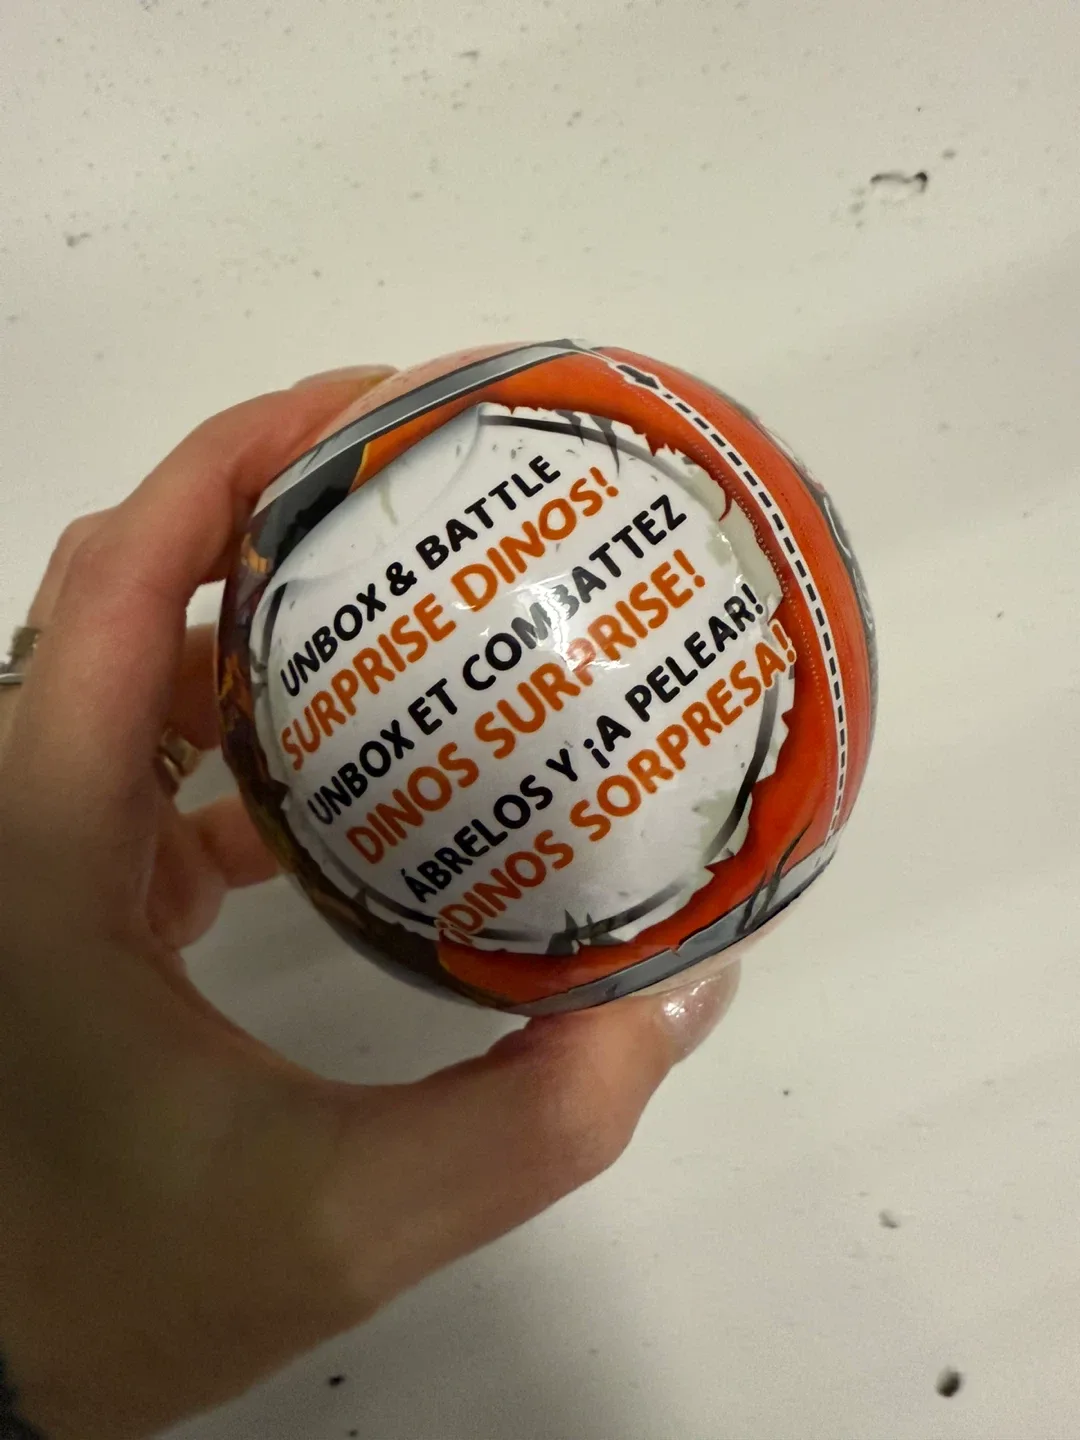 UNBOX & BATTLE
SURPRISE DINOS!
UNBOX ET COMBATTEZ
DINOS SURPRISE!
ÁBRELOS Y ¡A PELEAR!
¡DINOS SORPRESA!